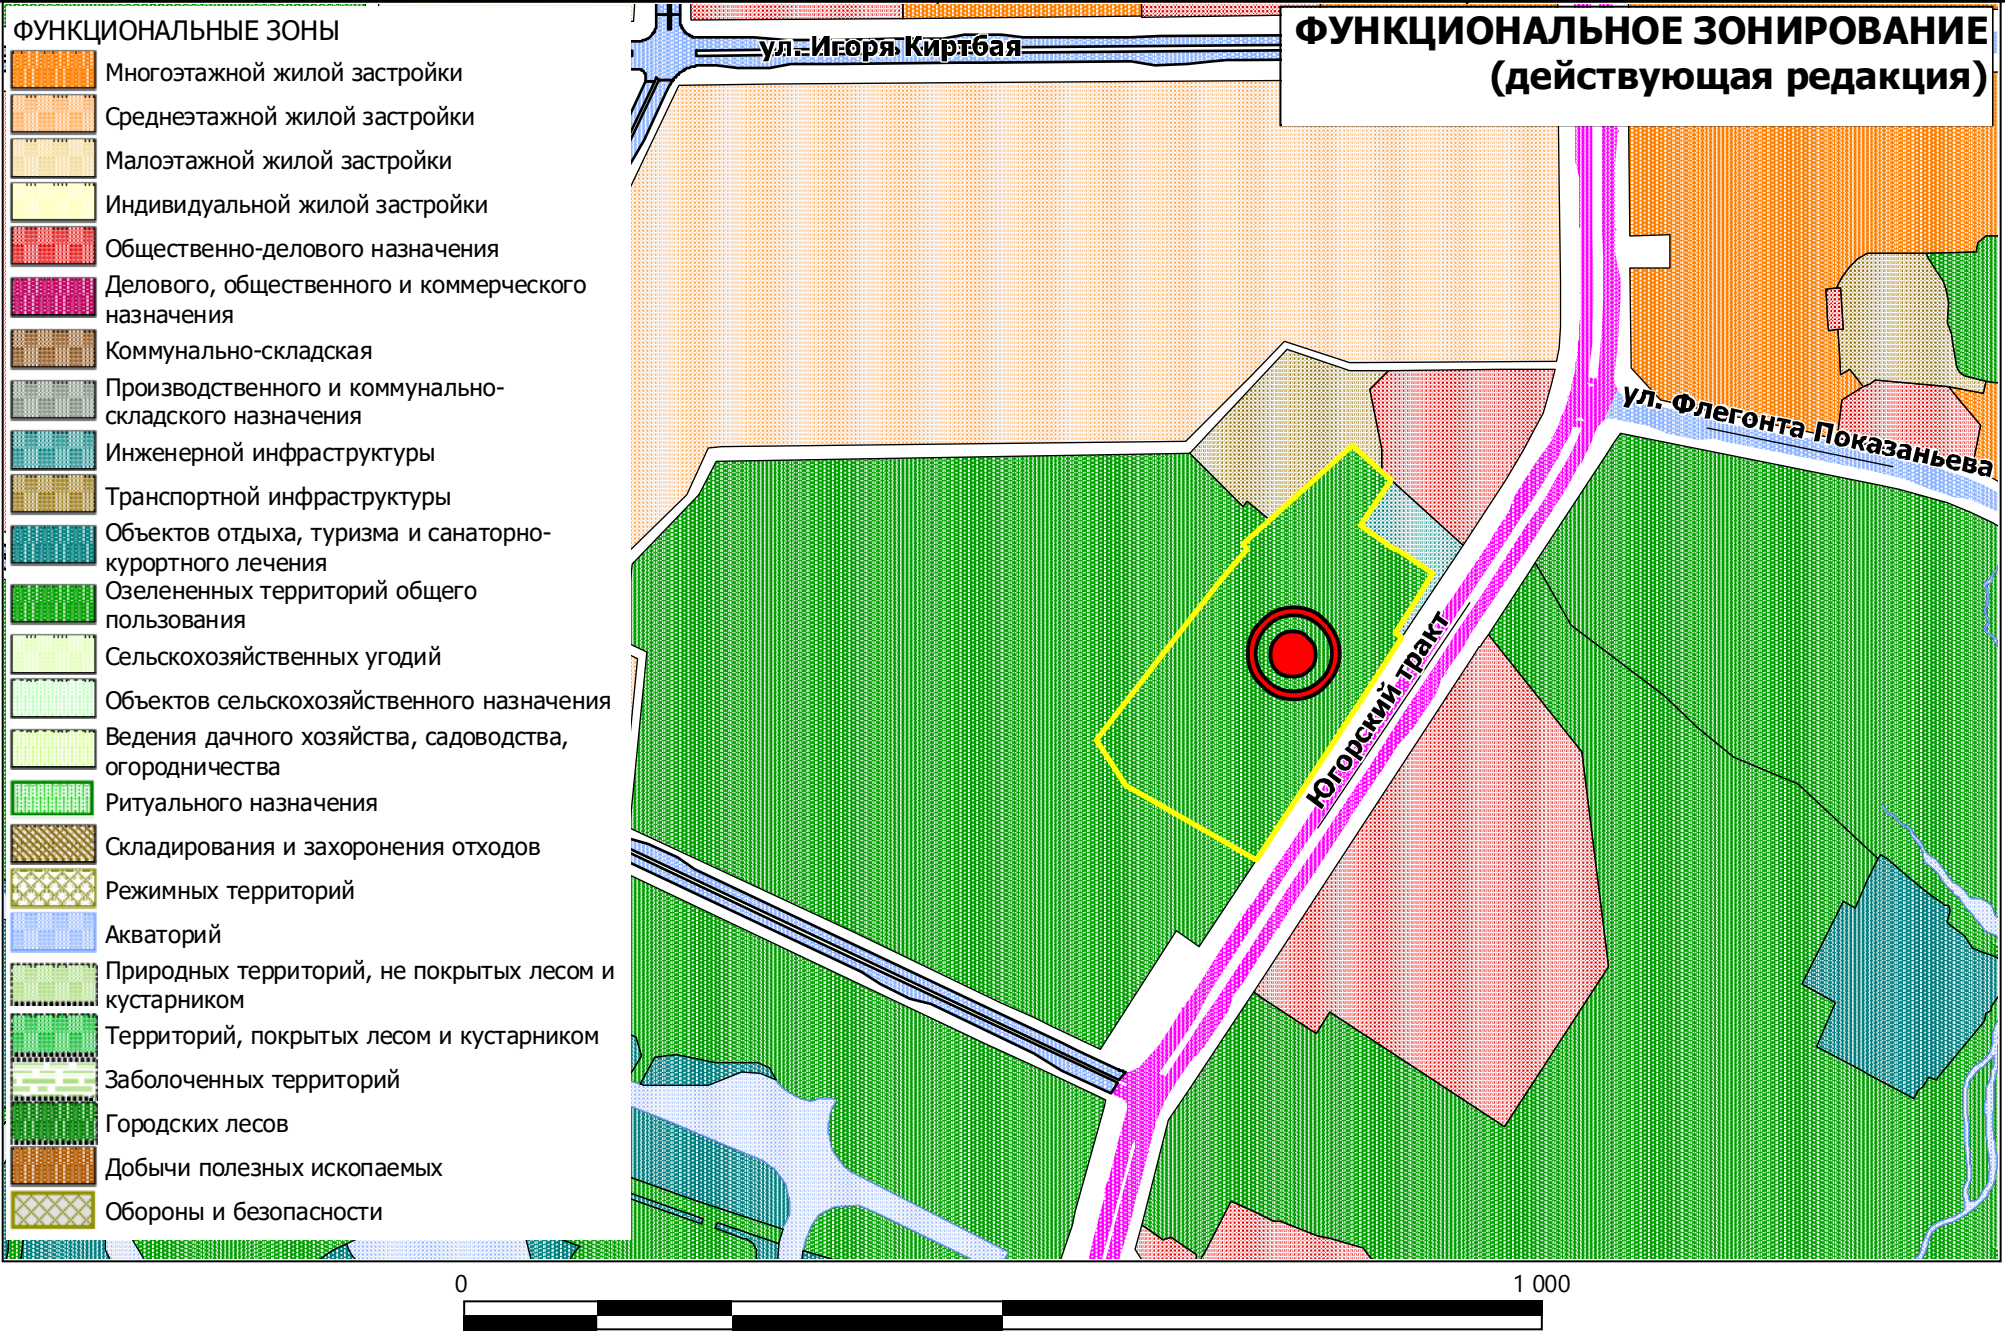 ФУНКЦИОНАЛЬНЫЕ ЗОНЫ
Многоэтажной жилой застройки
Среднеэтажной жилой застройки
Малоэтажной жилой застройки
Индивидуальной жилой застройки
Общественно-делового назначения
Делового, общественного и коммерческого
назначения
Коммунально-складская
Производственного и коммунально-
складского назначения
Инженерной инфраструктуры
Транспортной инфраструктуры
Объектов отдыха, туризма и санаторно-
курортного лечения
Озелененных территорий общего
пользования
Сельскохозяйственных угодий
Объектов сельскохозяйственного назначения
Ведения дачного хозяйства, садоводства,
огородничества
Ритуального назначения
Складирования и захоронения отходов
Режимных территорий
Акваторий
Природных территорий, не покрытых лесом и
кустарником
Территорий, покрытых лесом и кустарником
Заболоченных территорий
Городских лесов
Добычи полезных ископаемых
Обороны и безопасности
ФУНКЦИОНАЛЬНОЕ ЗОНИРОВАНИЕ
(действующая редакция)
ул. Игоря Киртбая
ул. Флегонта Показаньева
Югорский тракт
0
1 000